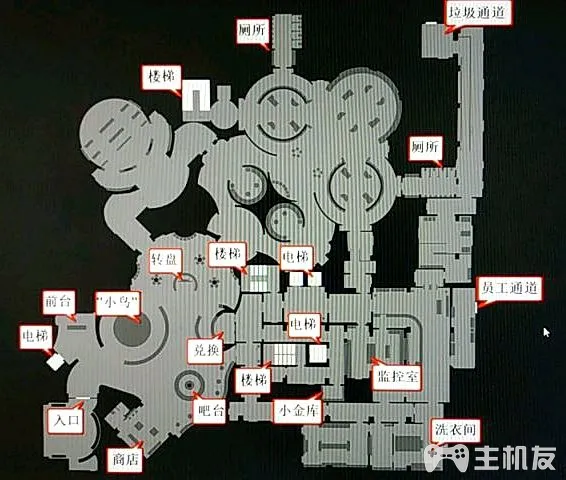 垃圾通道
厕所
楼梯
厕所
转盘
楼梯
电梯
员工通道
前台
"小鸟"
电梯
兑换
电梯
楼梯
监控室
入口
吧台
小金库
洗衣间
商店
主机友